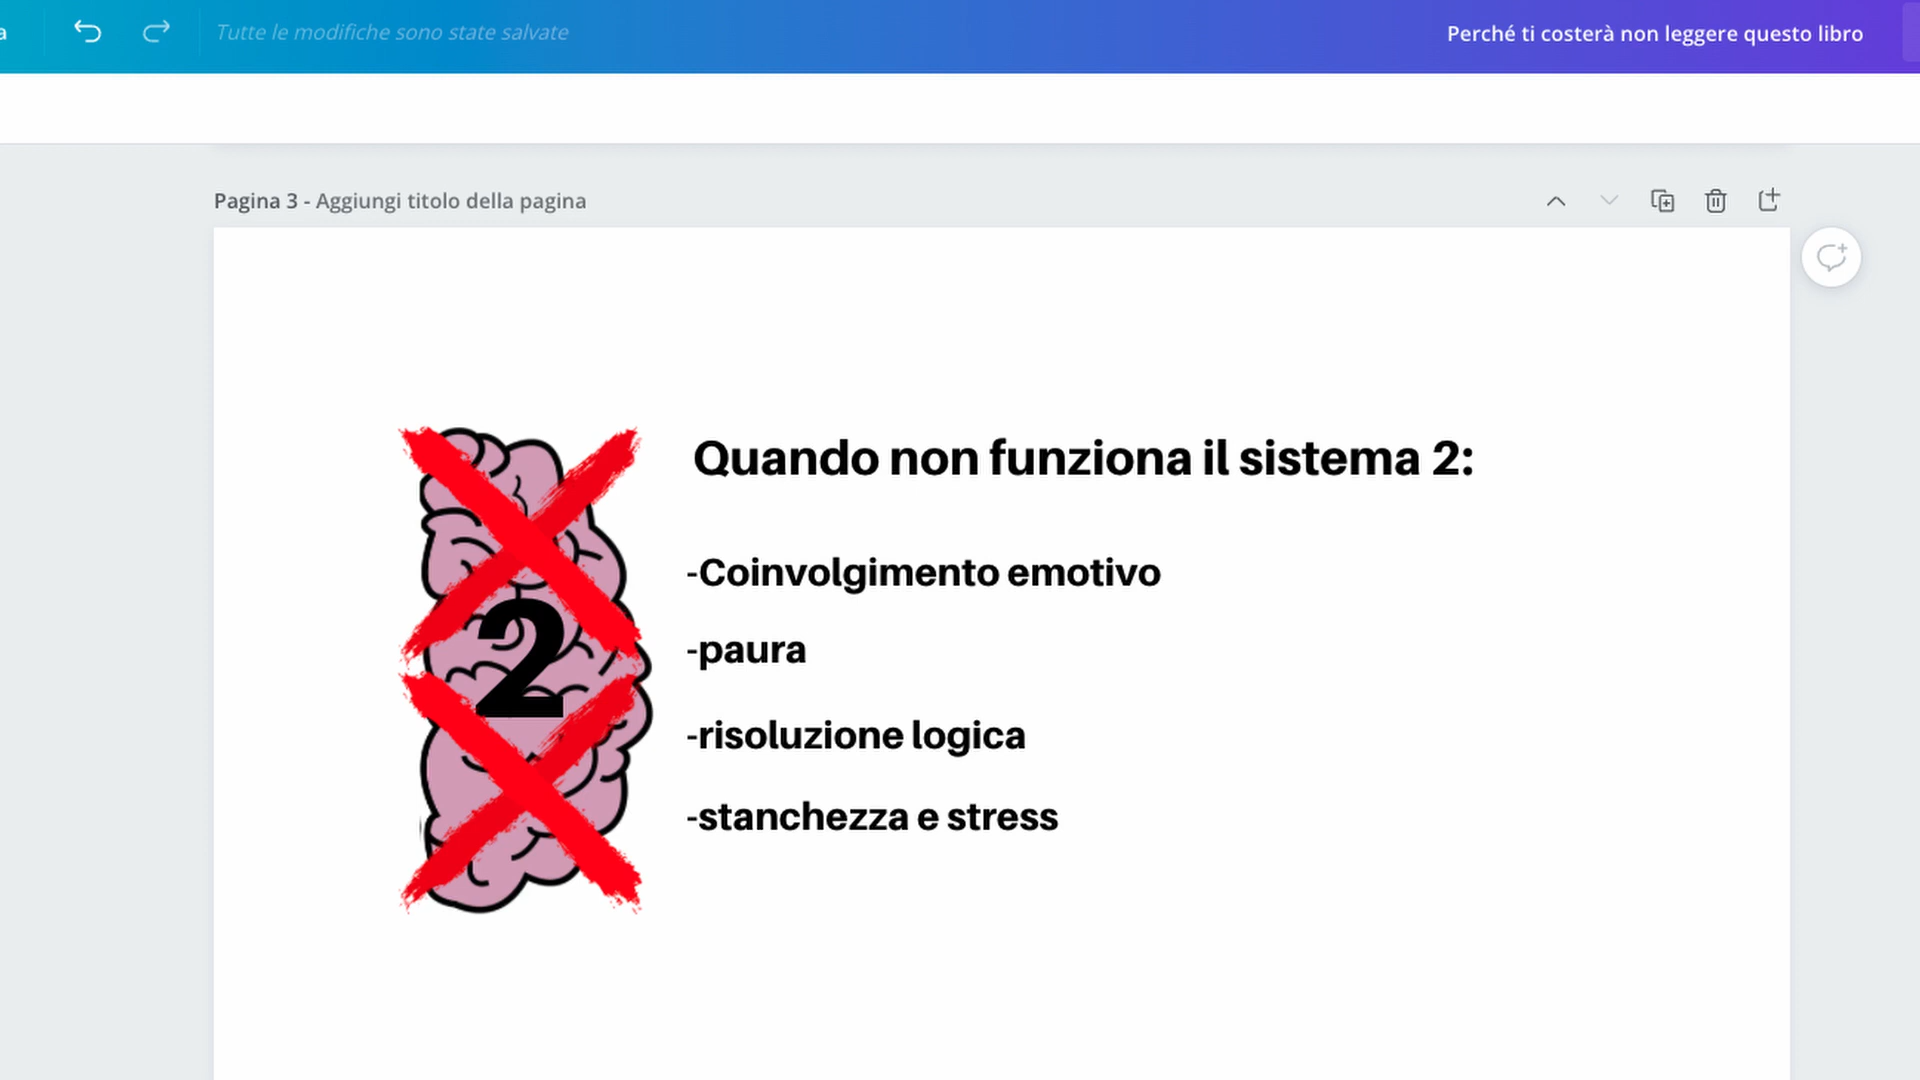 a
Tutte le modifiche sono state salvate
Perché ti costerà non leggere questo libro
Pagina 3 - Aggiungi titolo della pagina
Quando non funziona il sistema 2:
-Coinvolgimento emotivo
-paura
2
-risoluzione logica
-stanchezza e stress